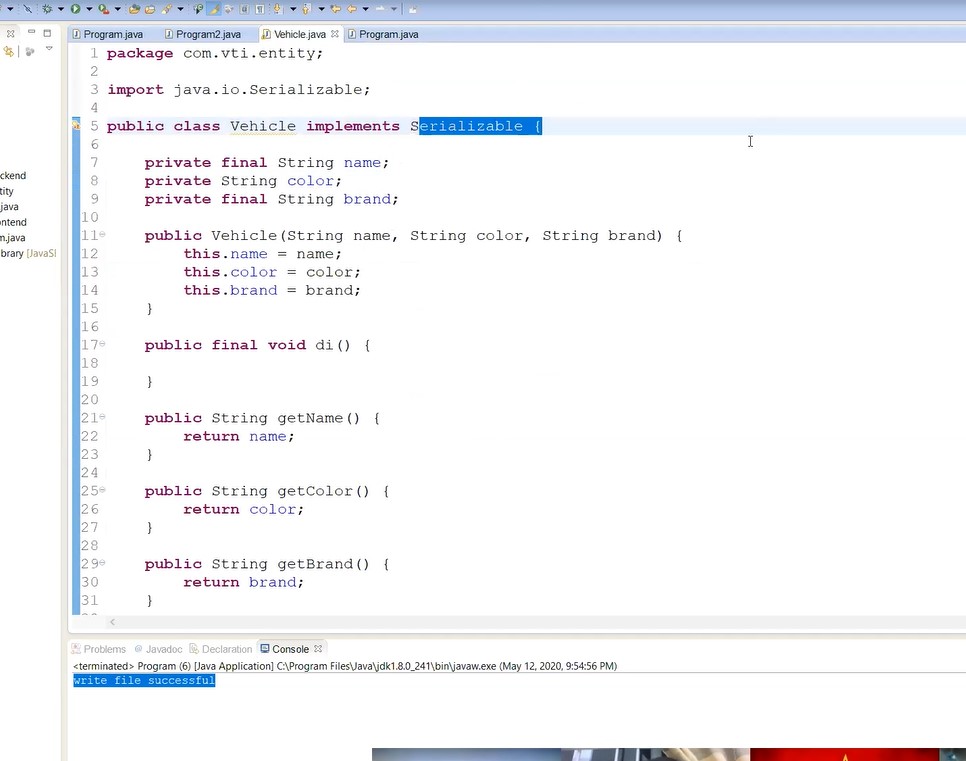 Program.java
Program2.java
Vehicle.java
Program.java
1 package com.vti.entity;
2
3 import java.io.Serializable;
4
5 public class Vehicle implements Serializable {
6
7 private final String name;
8 private String color;
9 private final String brand;
10
11 public Vehicle(String name, String color, String brand) {
12 this.name = name;
13 this.color = color;
14 this.brand = brand;
15 }
16
17 public final void di() {
18
19 }
20
21 public String getName() {
22 return name;
23 }
24
25 public String getColor() {
26 return color;
27 }
28
29 public String getBrand() {
30 return brand;
31 }
ckend
tity
java
ntend
m.java
brary [JavaSI
Problems
Javadoc
Declaration
Console
<terminated> Program (6) [Java Application] C:\Program Files\Java\jdk1.8.0_241\bin\javaw.exe (May 12, 2020, 9:54:56 PM)
write file successful